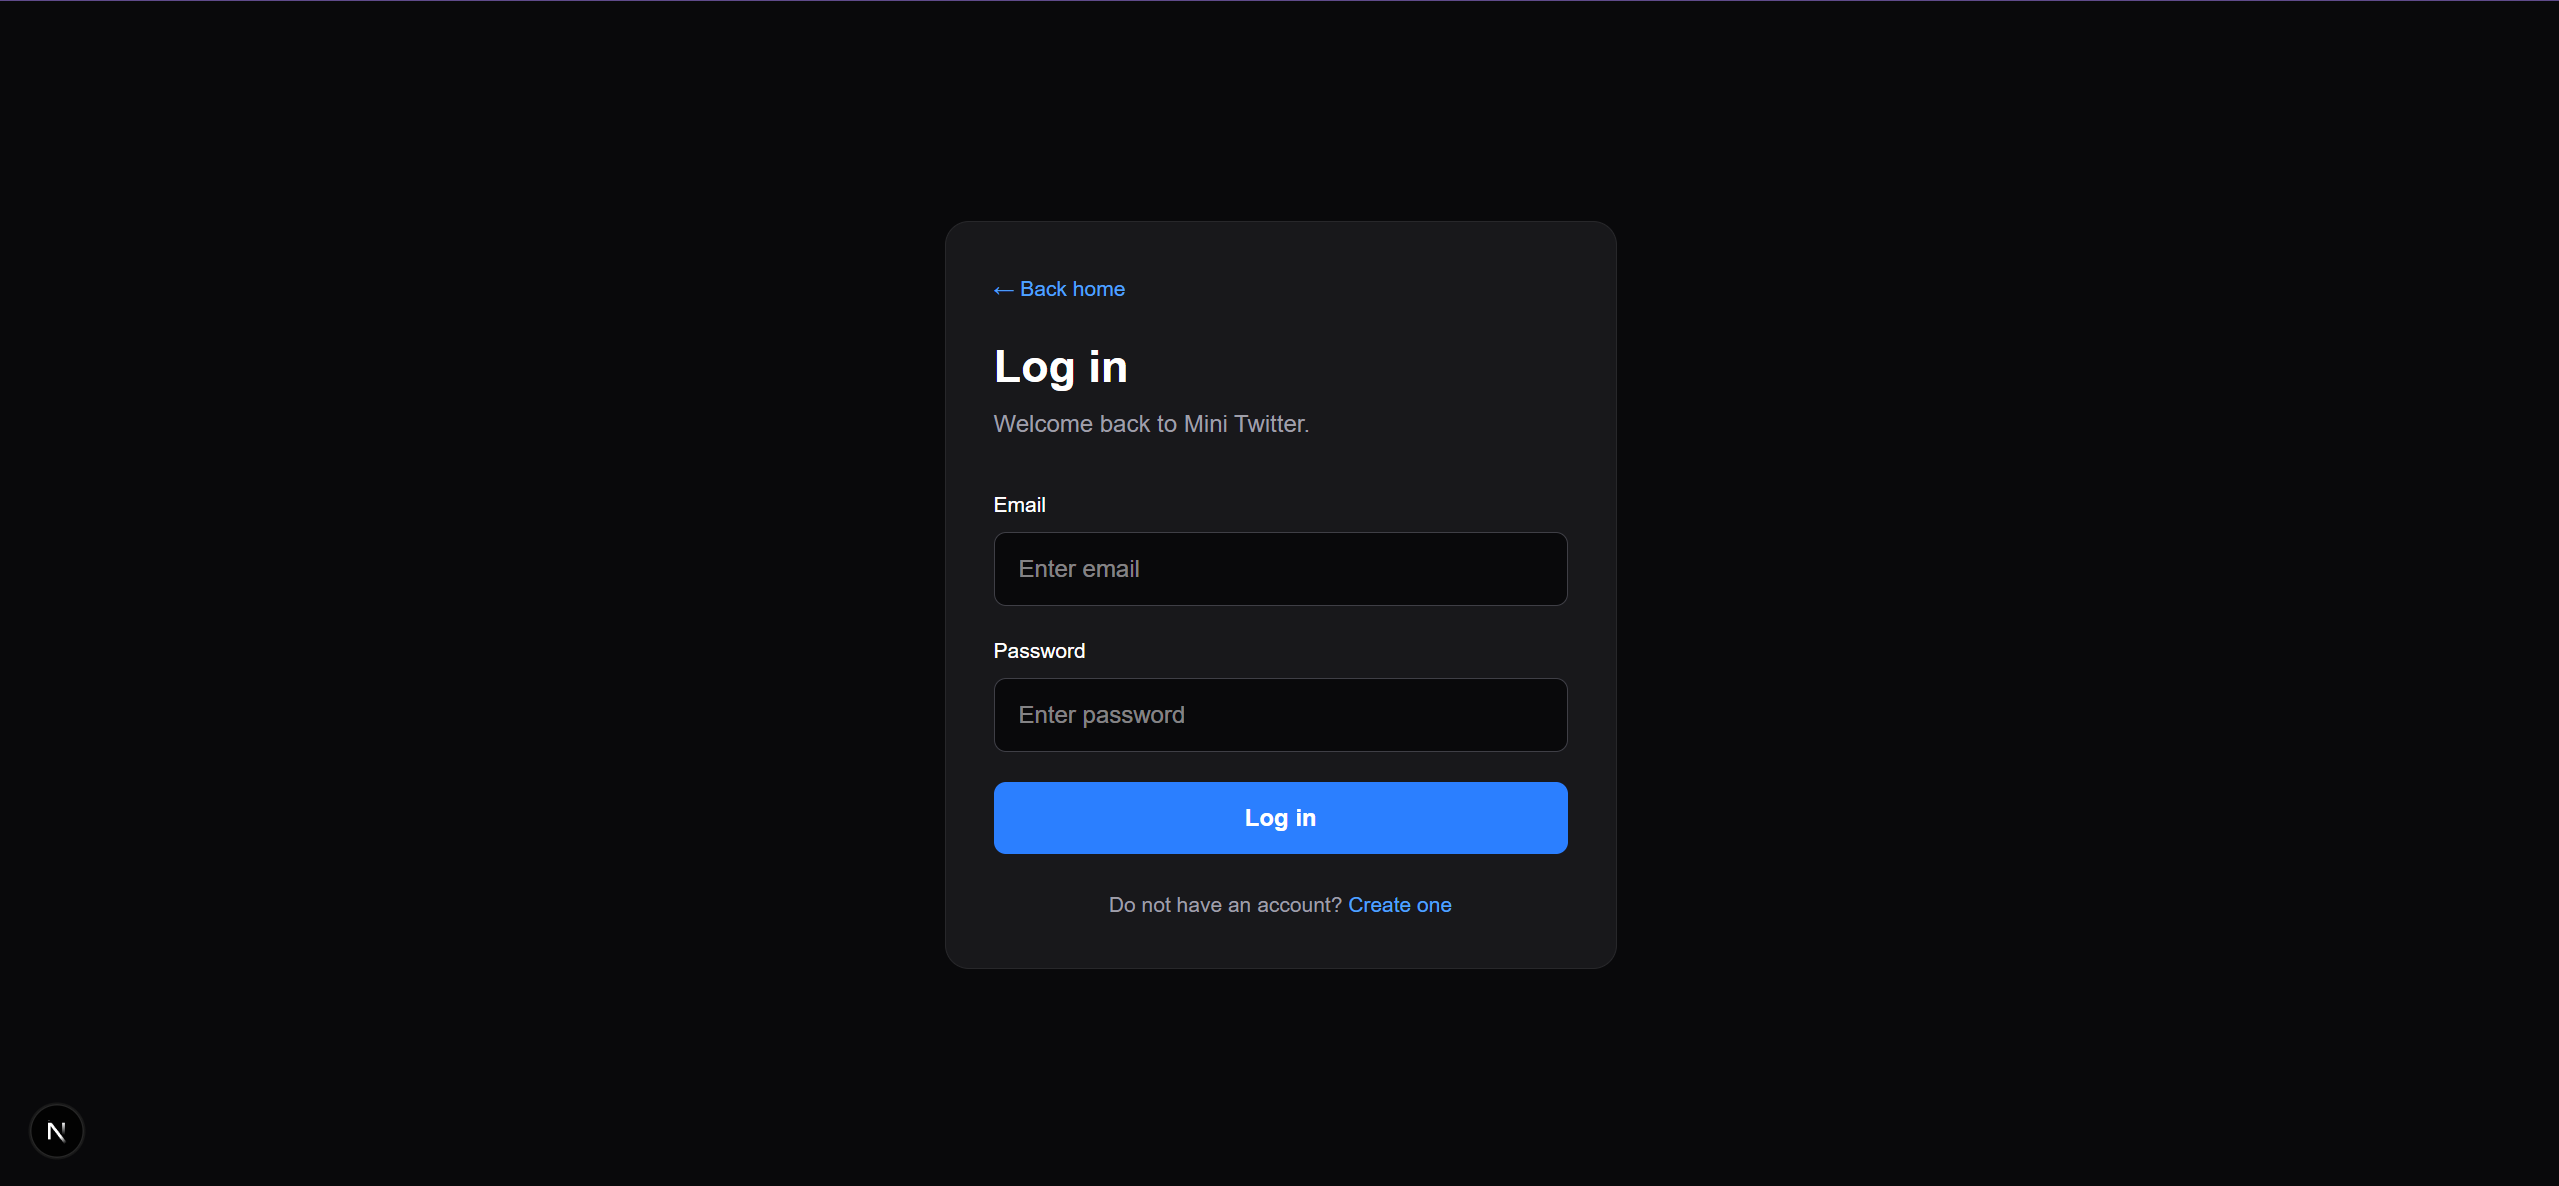 ← Back home
Log in
Welcome back to Mini Twitter.
Email
Enter email
Password
Enter password
Log in
Do not have an account? Create one
N